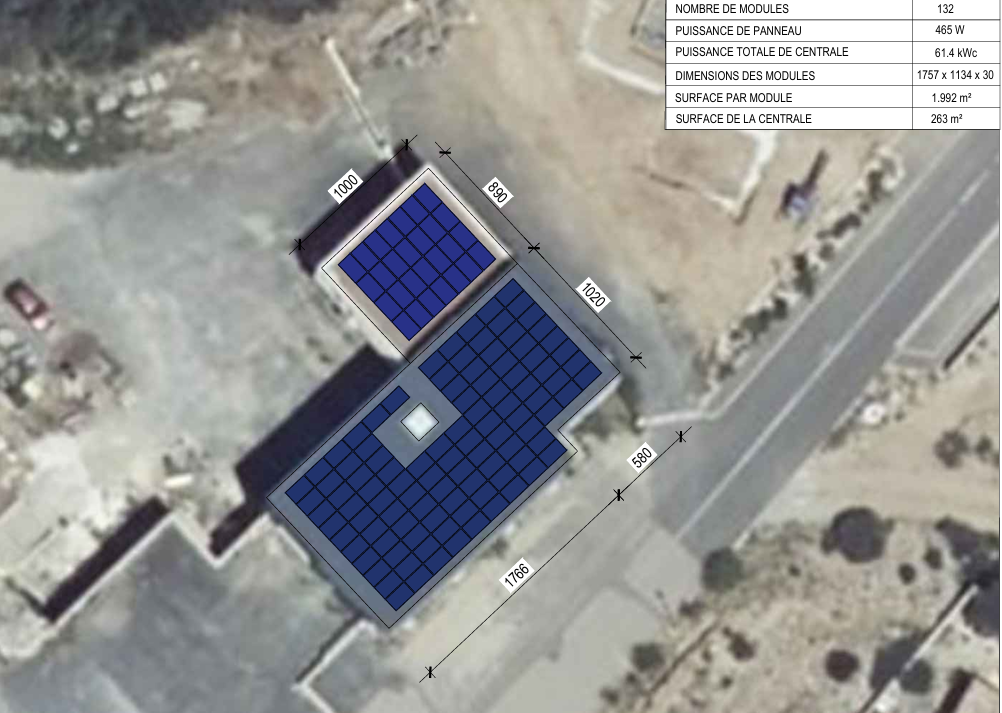 NOMBRE DE MODULES 132
PUISSANCE DE PANNEAU 465 W
PUISSANCE TOTALE DE CENTRALE 61.4 kWc
DIMENSIONS DES MODULES 1757 x 1134 x 30
SURFACE PAR MODULE 1.992 m²
SURFACE DE LA CENTRALE 263 m²
1000
890
1020
580
1766